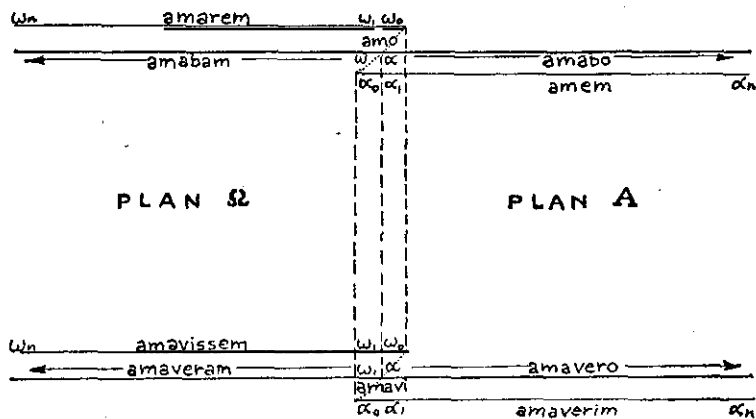 ωn amarem ω₁ ω₀
amo
amabam ω α amabo
α₀ α₁ amem αn
PLAN Ω PLAN A
ωn amavissem ω₁ ω₀
amaveram ω₁ α amavero
amavi
α₀ α₁ amaverim αn